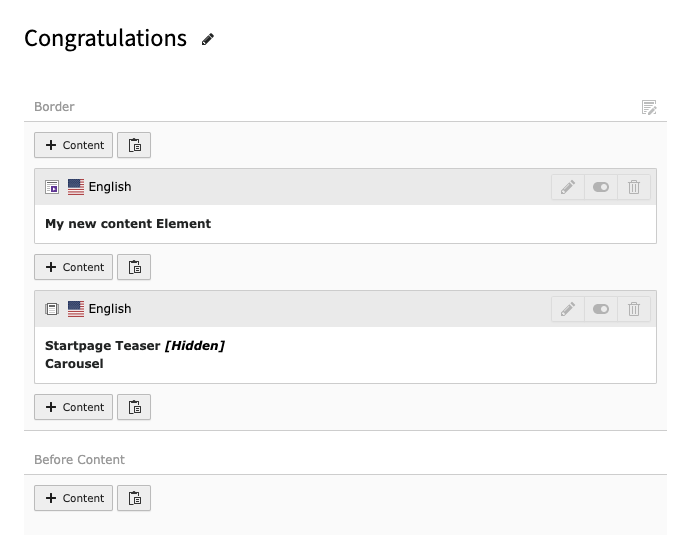 Congratulations
Border
+ Content
English
My new content Element
+ Content
English
Startpage Teaser [Hidden]
Carousel
+ Content
Before Content
+ Content